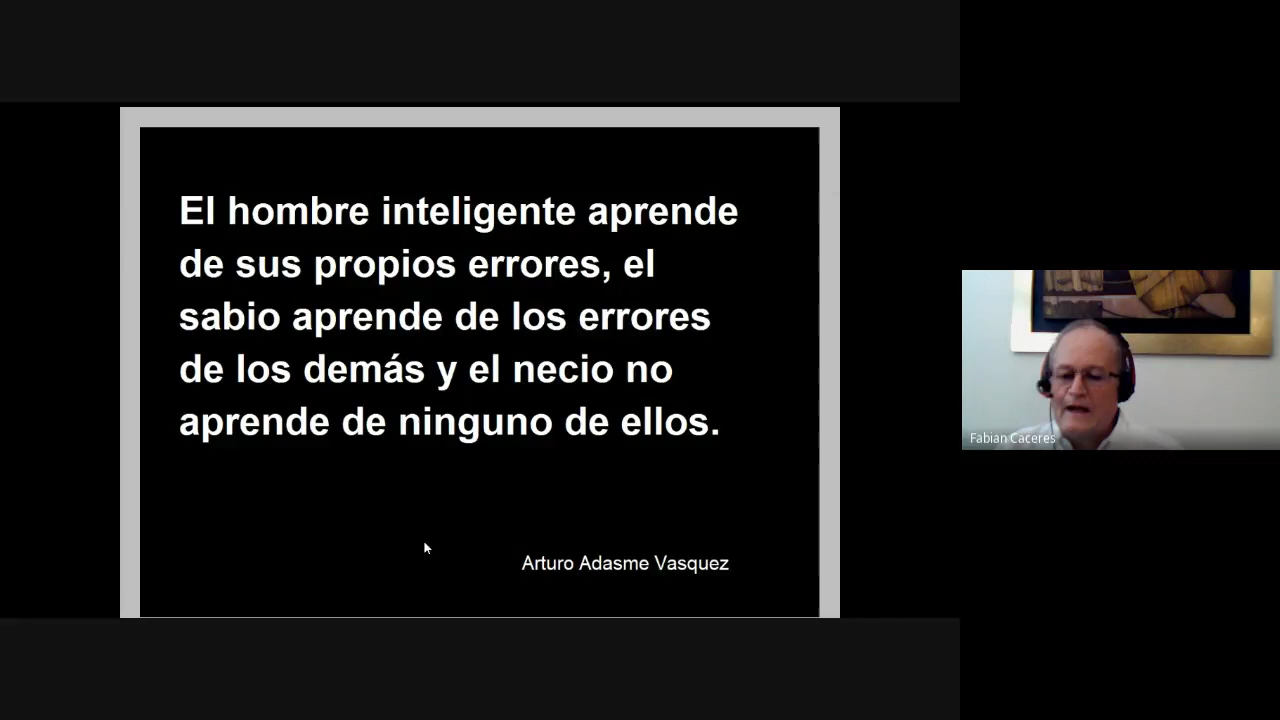 El hombre inteligente aprende
de sus propios errores, el
sabio aprende de los errores
de los demás y el necio no
aprende de ninguno de ellos.
Arturo Adasme Vasquez
Fabian Caceres